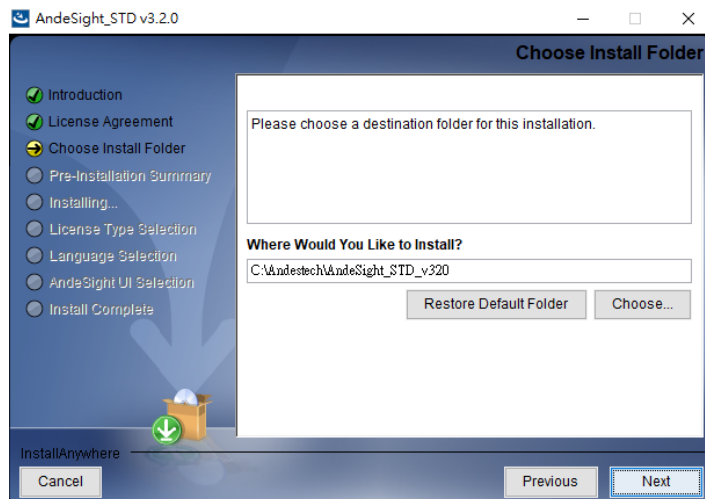 AndeSight_STD v3.2.0
Choose Install Folder
Introduction
License Agreement
Choose Install Folder
Pre-Installation Summary
Installing...
License Type Selection
Language Selection
AndeSight UI Selection
Install Complete
Please choose a destination folder for this installation.
Where Would You Like to Install?
C:\Andestech\AndeSight_STD_v320
Restore Default Folder
Choose...
InstallAnywhere
Cancel
Previous
Next